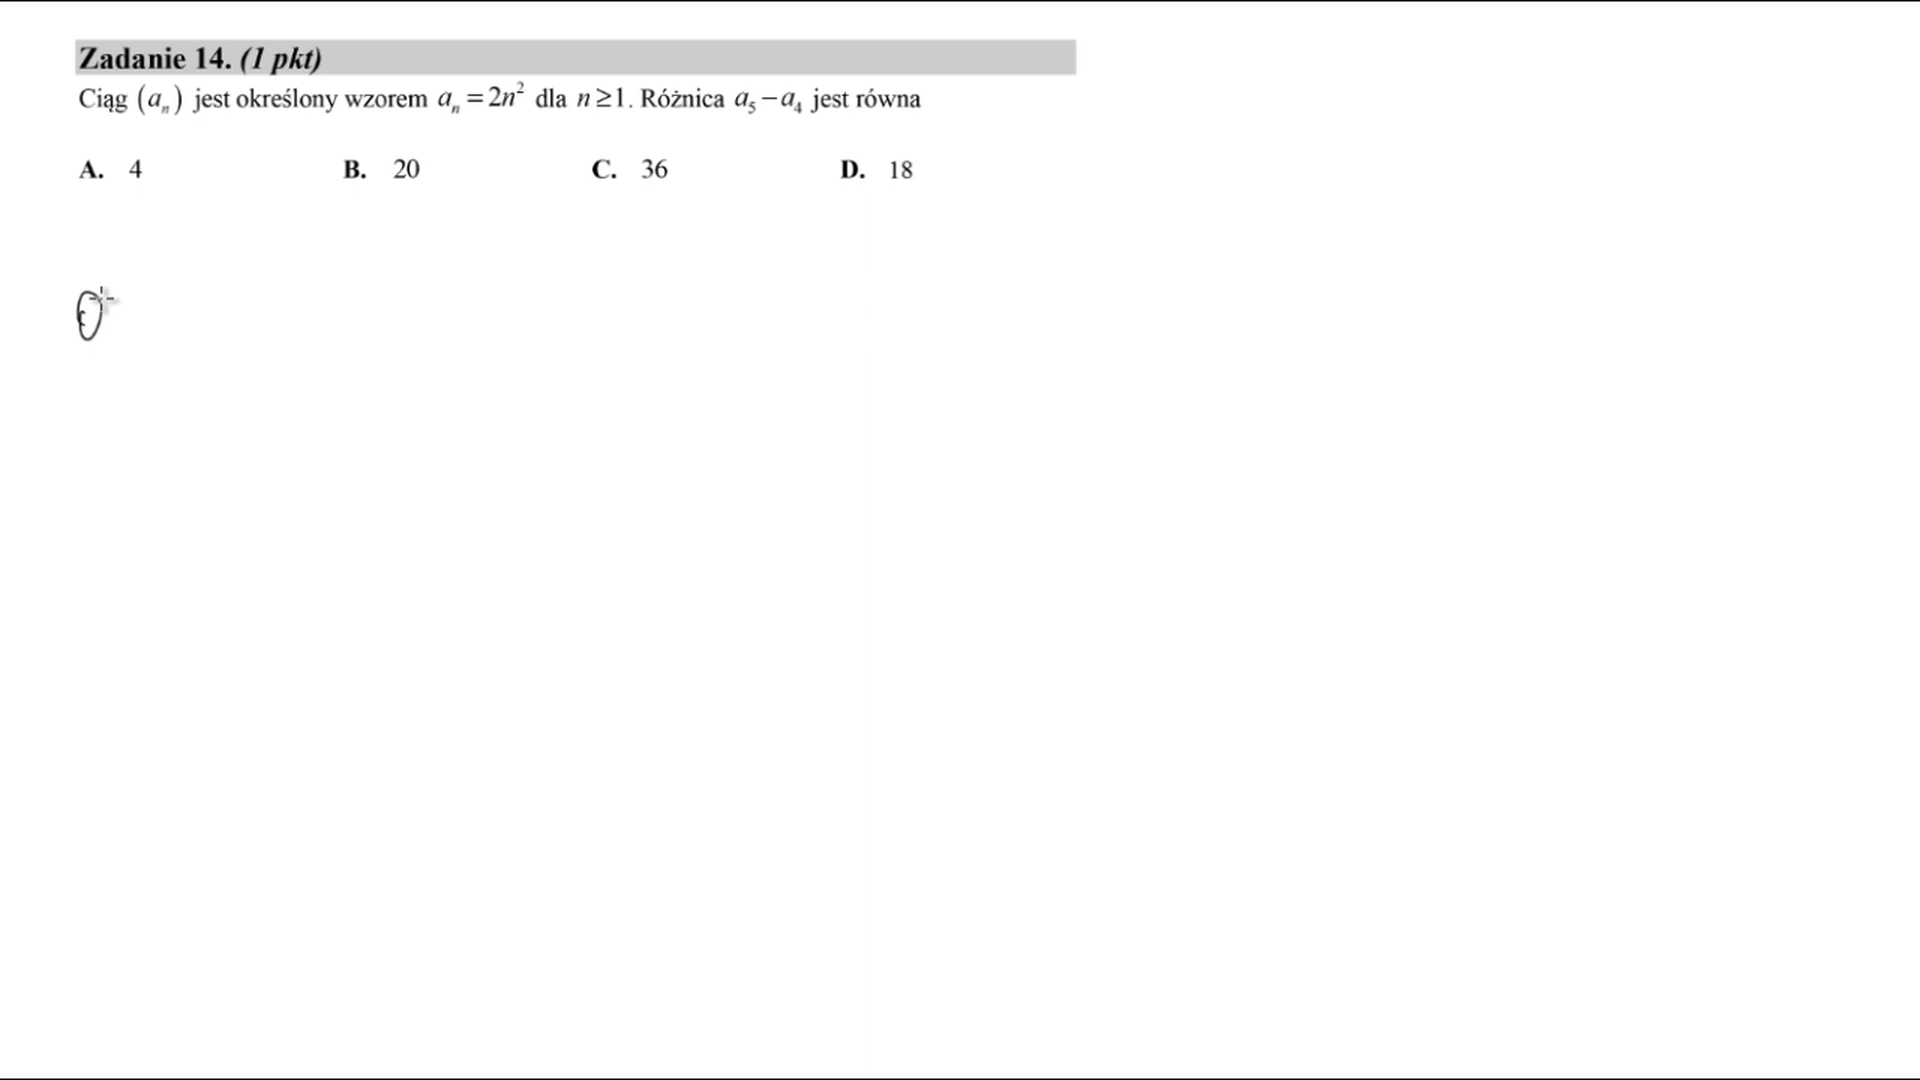 Zadanie 14. (1 pkt)
Ciąg (aₙ) jest określony wzorem aₙ = 2n² dla n ≥ 1. Różnica a₅ − a₄ jest równa
A. 4 B. 20 C. 36 D. 18